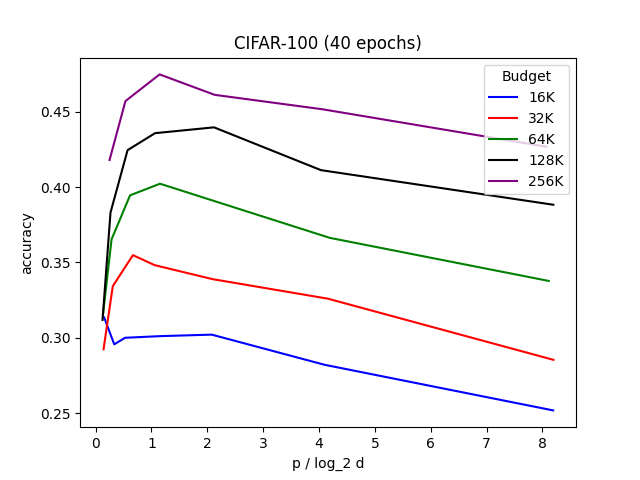 CIFAR-100 (40 epochs)
Budget
16K
32K
64K
128K
256K
accuracy
0.45
0.40
0.35
0.30
0.25
0 1 2 3 4 5 6 7 8
p / log_2 d